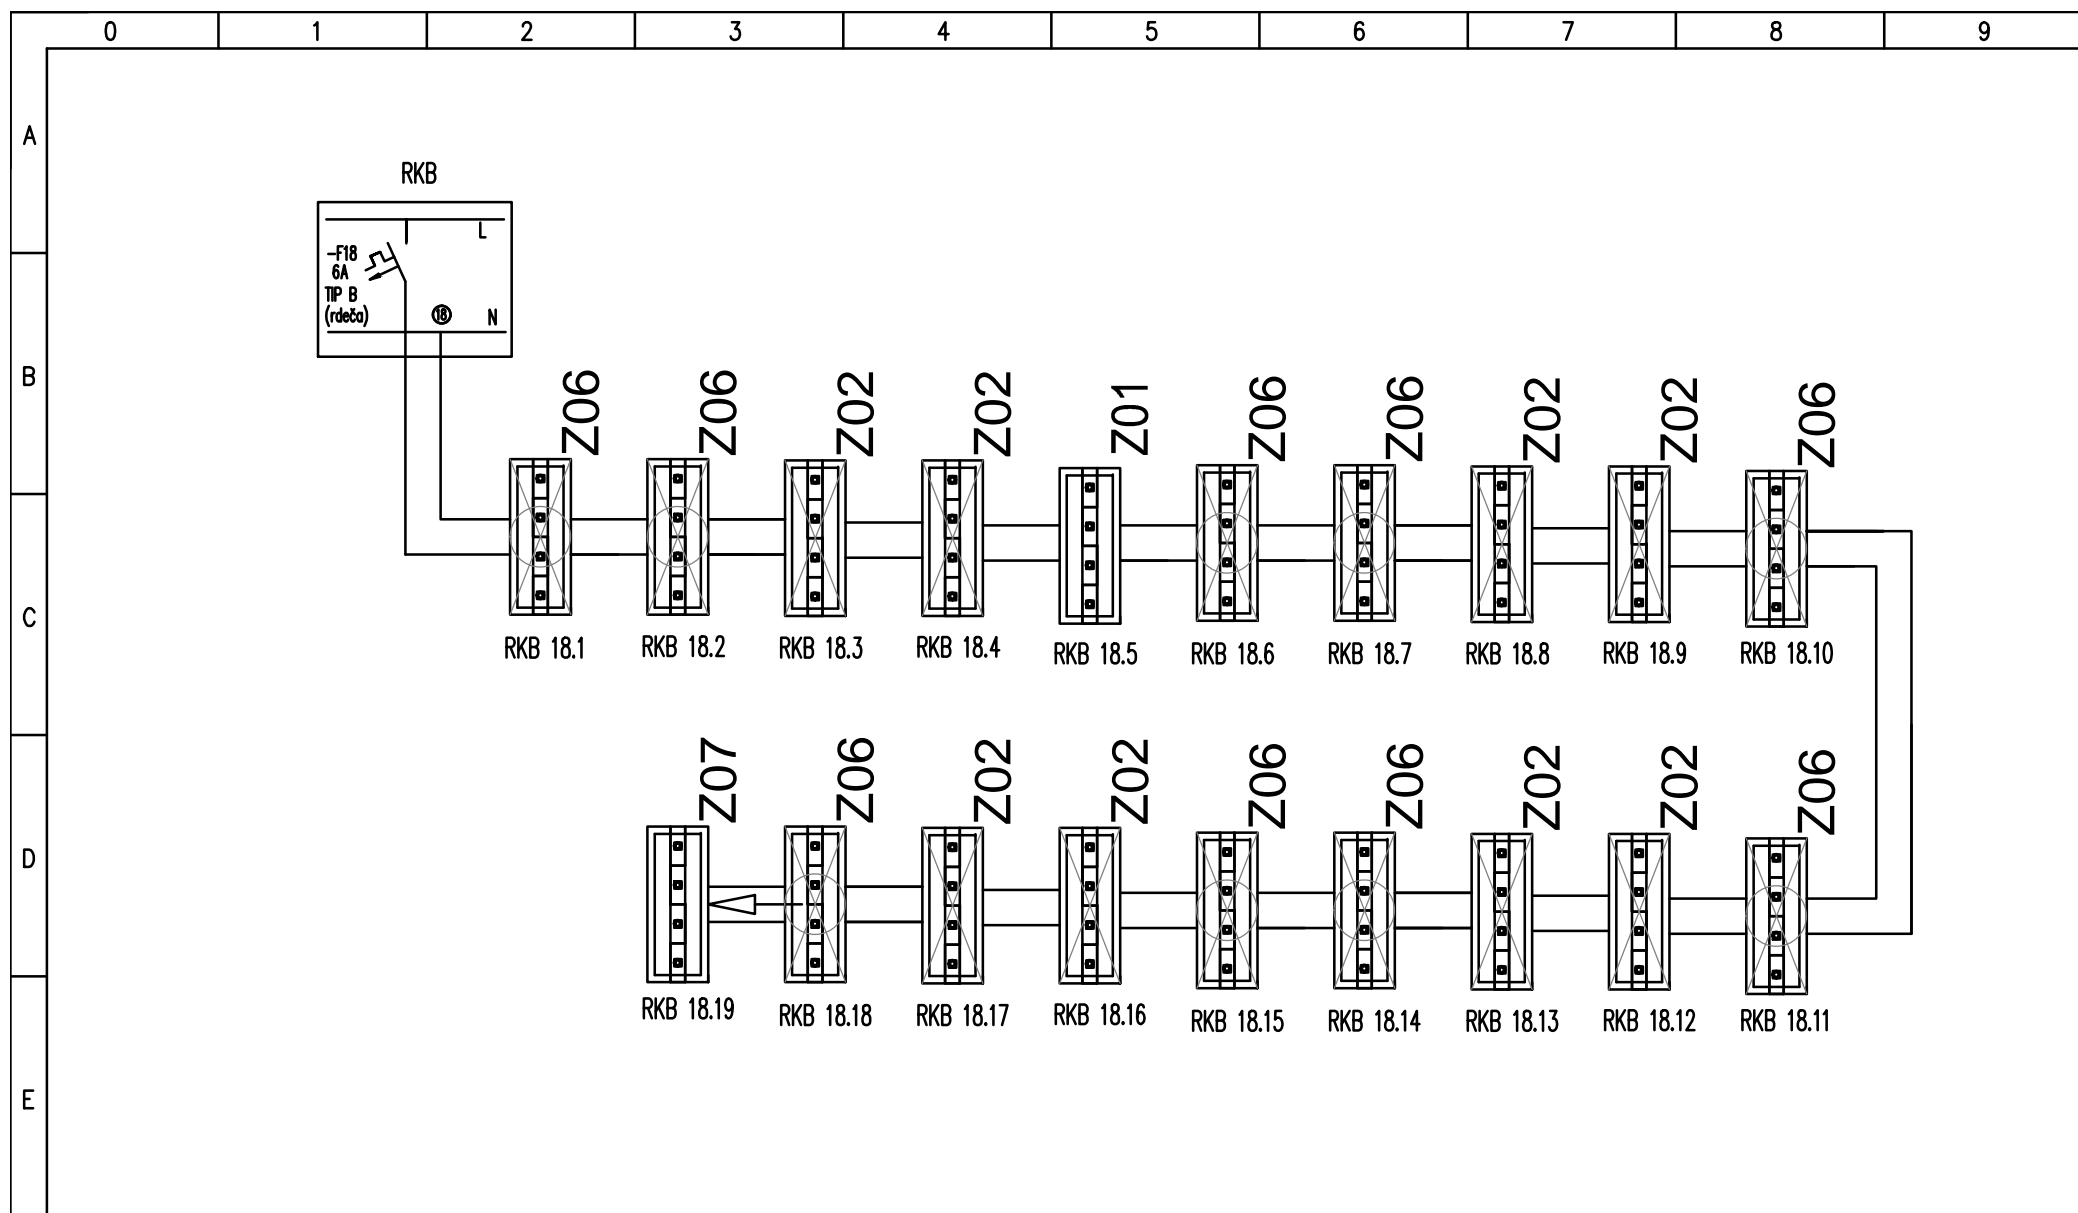 0 1 2 3 4 5 6 7 8 9
A
RKB
L
-F18
6A
TIP B
(rdeča)
18 N
B
Z06 Z06 Z02 Z02 Z01 Z06 Z06 Z02 Z02 Z06
C
RKB 18.1 RKB 18.2 RKB 18.3 RKB 18.4 RKB 18.5 RKB 18.6 RKB 18.7 RKB 18.8 RKB 18.9 RKB 18.10
Z07 Z06 Z02 Z02 Z06 Z06 Z02 Z02 Z06
D
RKB 18.19 RKB 18.18 RKB 18.17 RKB 18.16 RKB 18.15 RKB 18.14 RKB 18.13 RKB 18.12 RKB 18.11
E